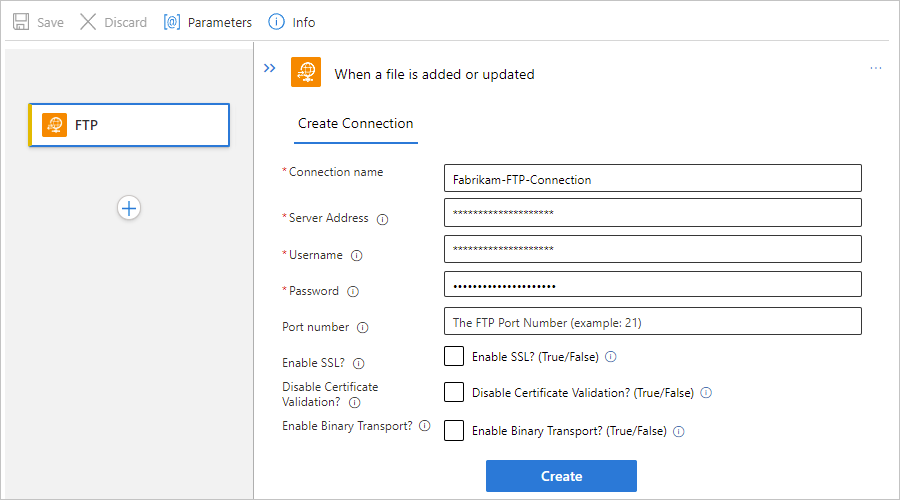 Save Discard [@] Parameters Info
FTP
When a file is added or updated
...
Create Connection
*Connection name
Fabrikam-FTP-Connection
*Server Address
********************
*Username
********************
*Password
•••••••••••••••••••••
Port number
The FTP Port Number (example: 21)
Enable SSL?
Enable SSL? (True/False)
Disable Certificate
Validation?
Disable Certificate Validation? (True/False)
Enable Binary Transport?
Enable Binary Transport? (True/False)
Create